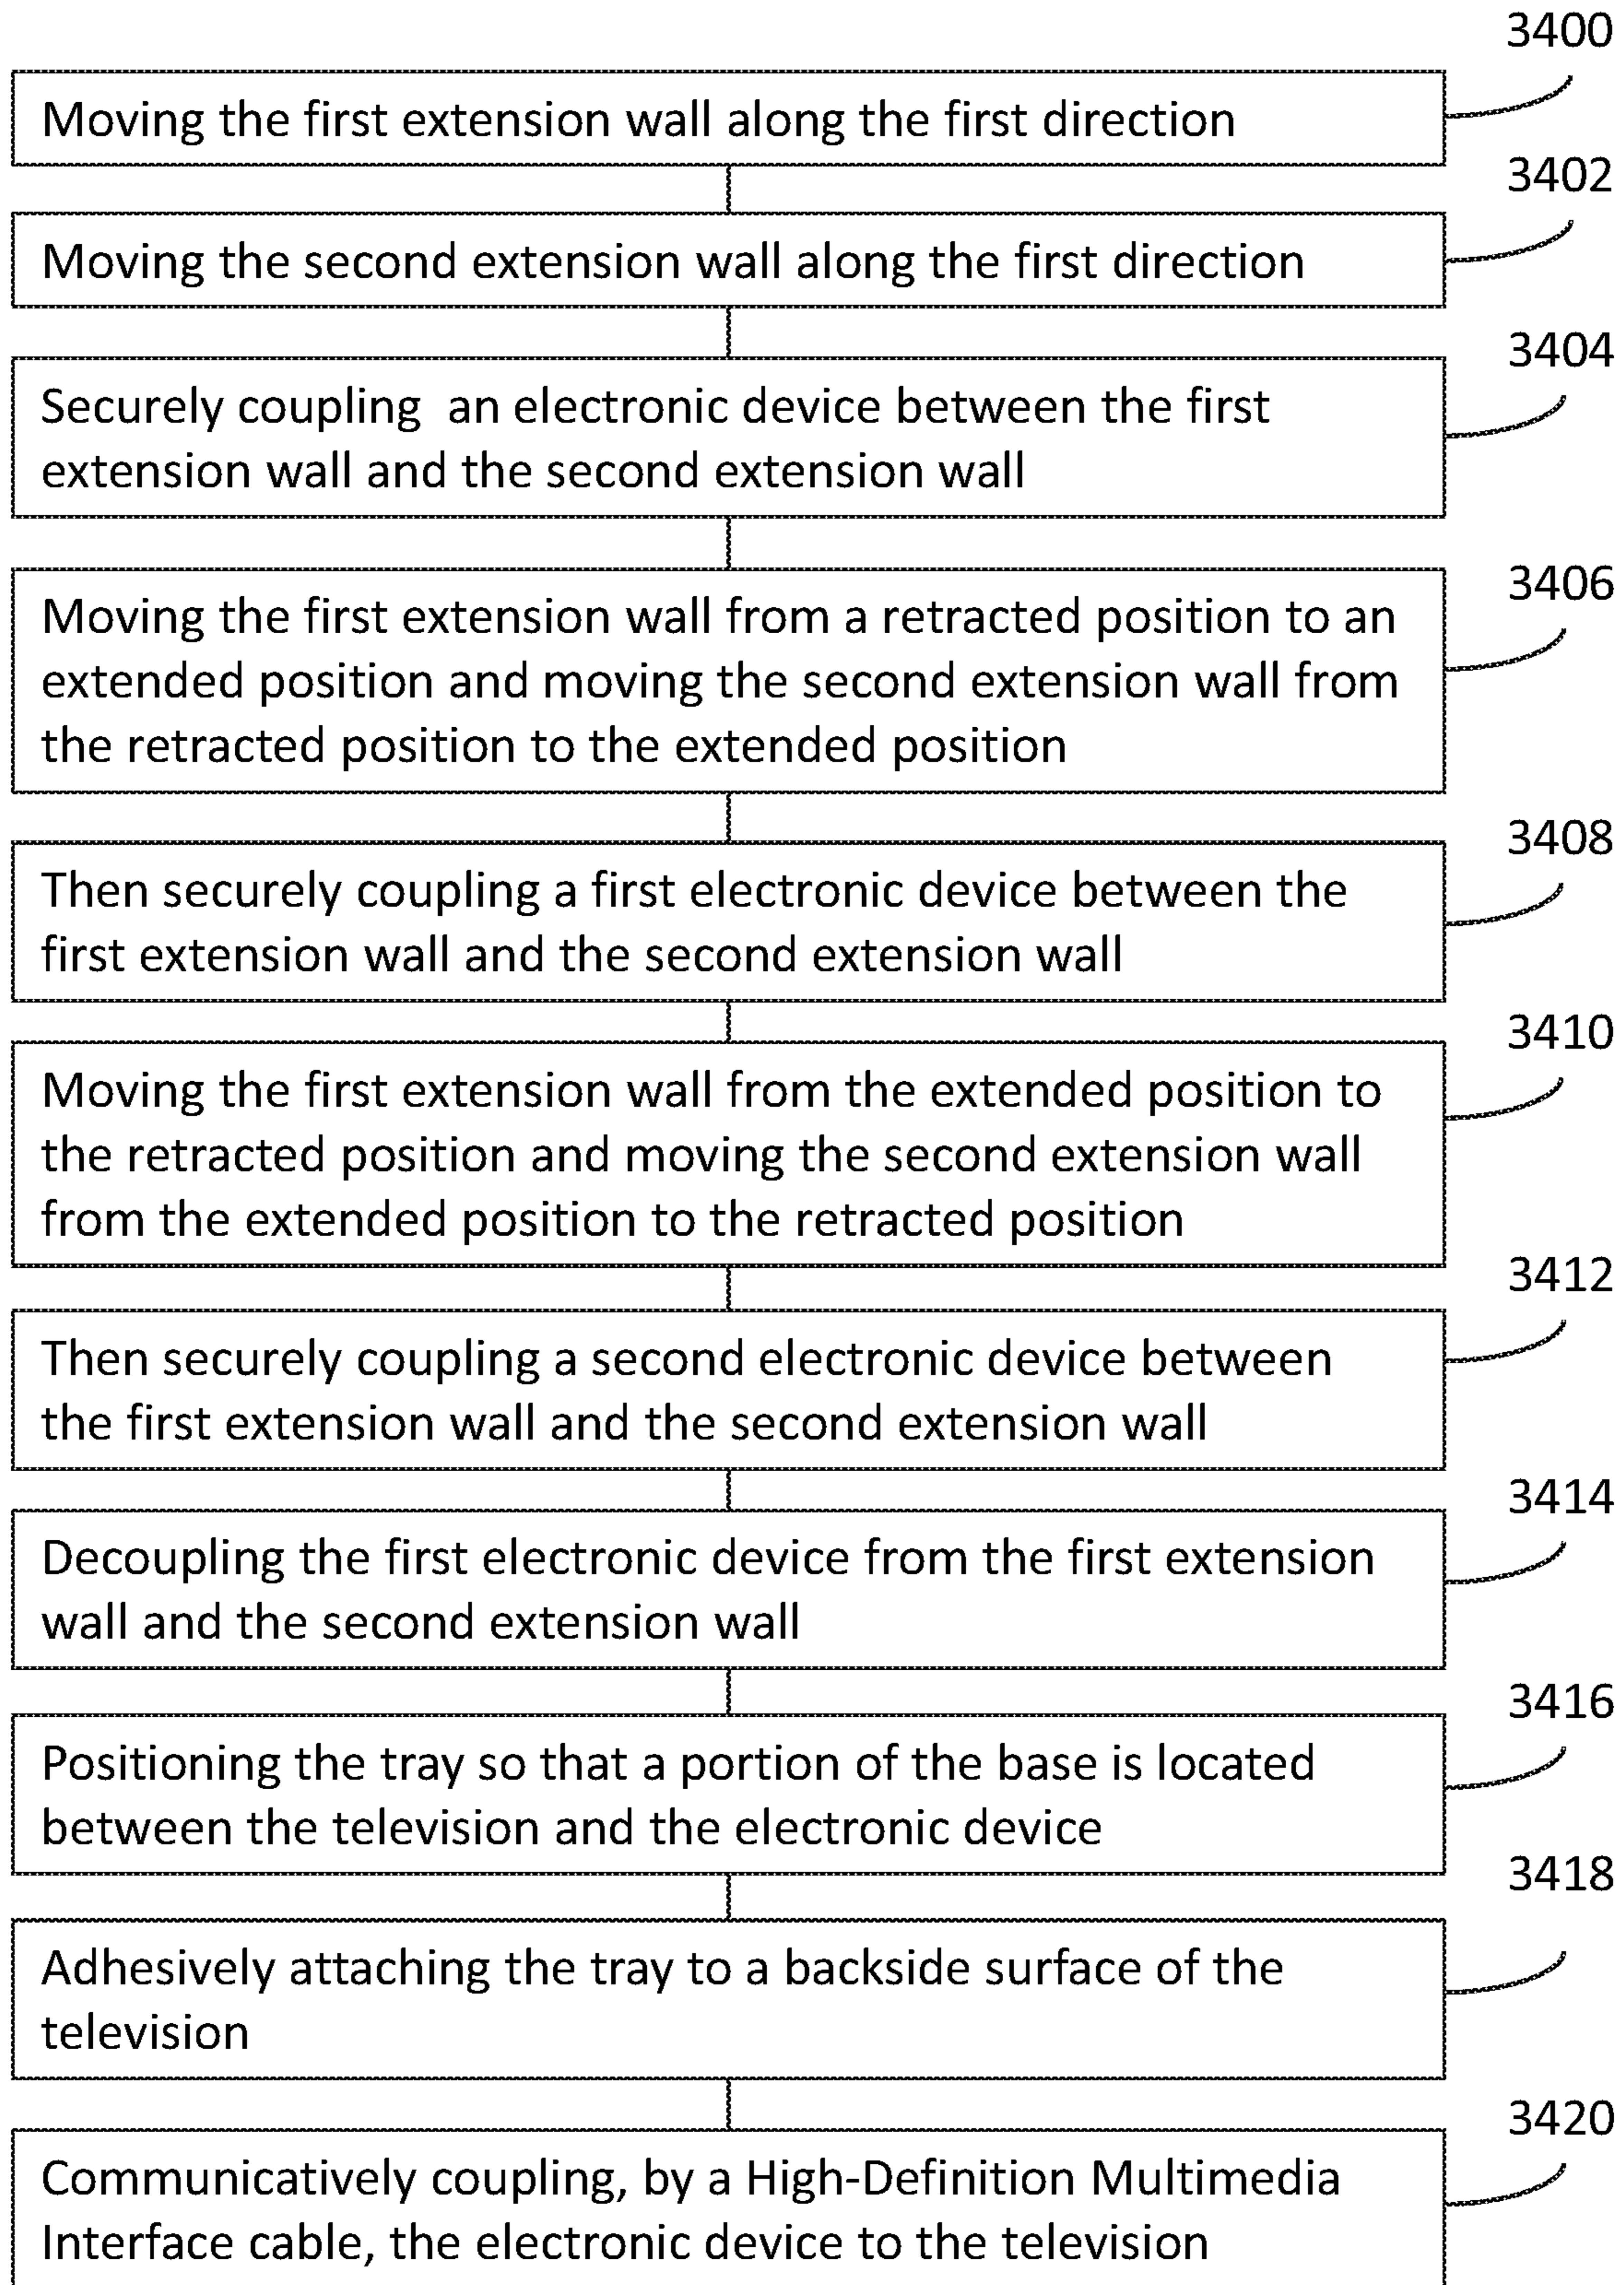 3400
Moving the first extension wall along the first direction
3402
Moving the second extension wall along the first direction
3404
Securely coupling  an electronic device between the first
extension wall and the second extension wall
3406
Moving the first extension wall from a retracted position to an
extended position and moving the second extension wall from
the retracted position to the extended position
3408
Then securely coupling a first electronic device between the
first extension wall and the second extension wall
3410
Moving the first extension wall from the extended position to
the retracted position and moving the second extension wall
from the extended position to the retracted position
3412
Then securely coupling a second electronic device between
the first extension wall and the second extension wall
3414
Decoupling the first electronic device from the first extension
wall and the second extension wall
3416
Positioning the tray so that a portion of the base is located
between the television and the electronic device
3418
Adhesively attaching the tray to a backside surface of the
television
3420
Communicatively coupling, by a High-Definition Multimedia
Interface cable, the electronic device to the television